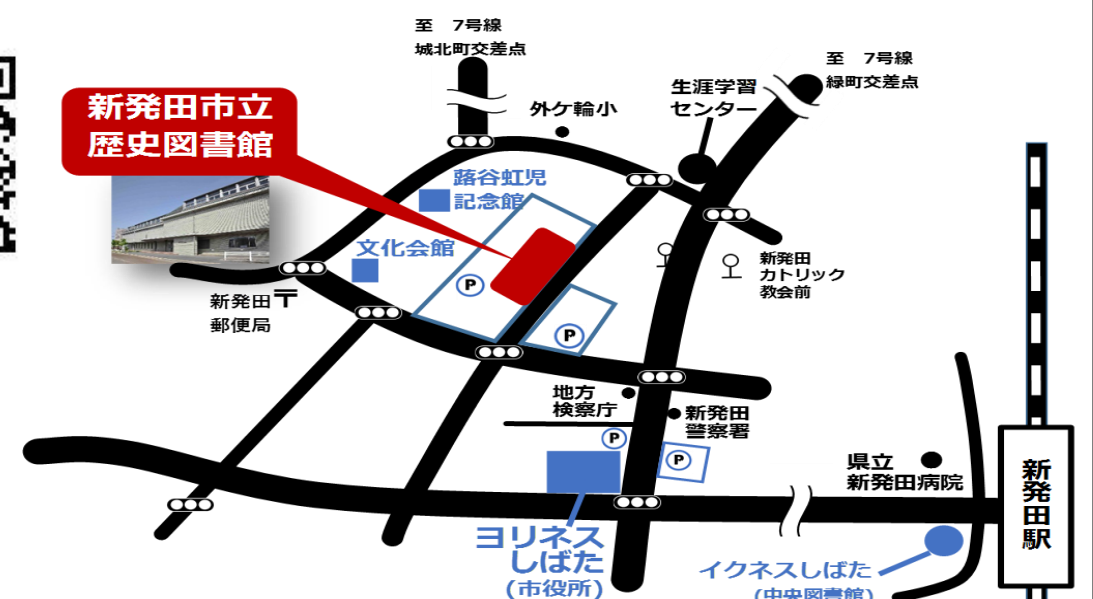 至　7号線
城北町交差点
至　7号線
緑町交差点
生涯学習
センター
外ケ輪小
新発田市立
歴史図書館
蕗谷虹児
記念館
文化会館
P
新発田〒
郵便局
新発田
カトリック
教会前
P
地方
検察庁
新発田
警察署
P
P
県立
新発田病院
新発田駅
ヨリネス
しばた
(市役所)
イクネスしばた
(中央図書館)